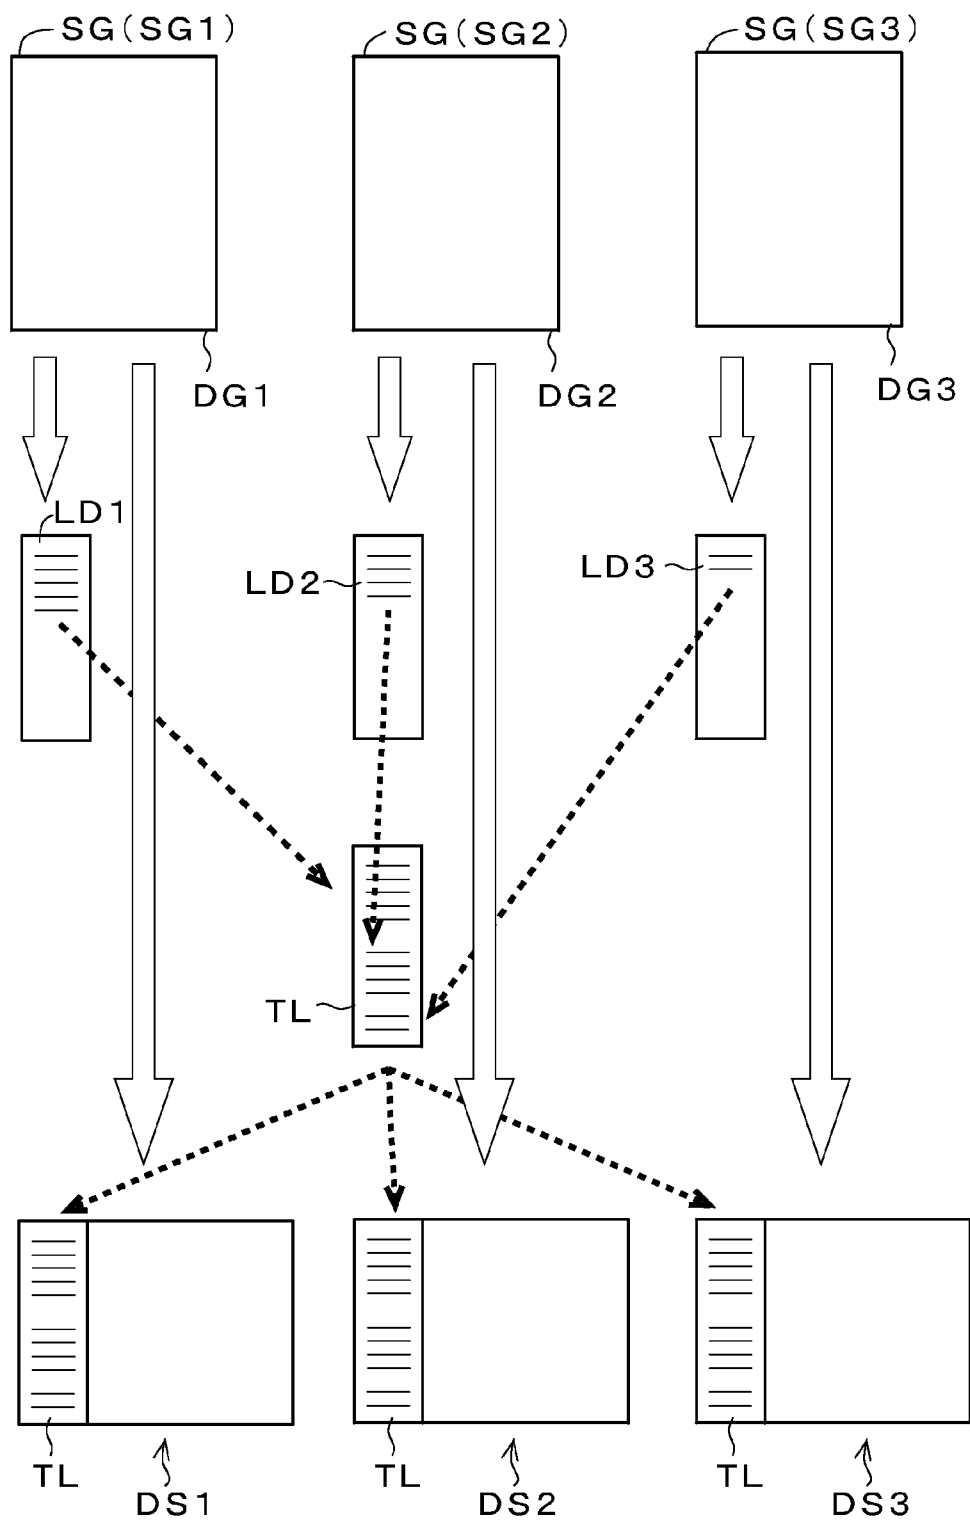 SG(SG1)
SG(SG2)
SG(SG3)
DG1
DG2
DG3
LD1
LD2
LD3
TL
TL
TL
TL
DS1
DS2
DS3